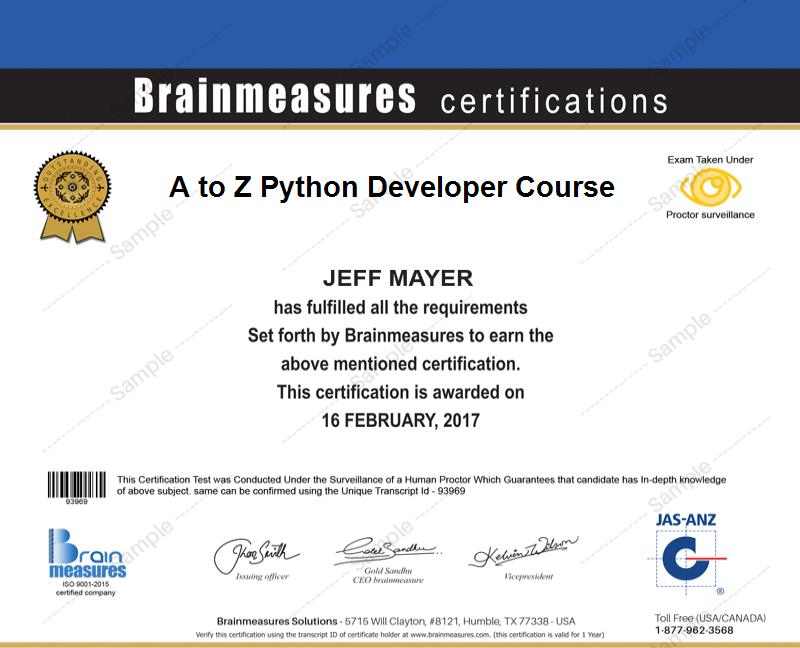 Brainmeasures certifications
OUTSTANDING
EXCELLENCE
A to Z Python Developer Course
Exam Taken Under
Proctor surveillance
JEFF MAYER
has fulfilled all the requirements
Set forth by Brainmeasures to earn the
above mentioned certification.
This certification is awarded on
16 FEBRUARY, 2017
93969
This Certification Test was Conducted Under the Surveillance of a Human Proctor Which Guarantees that candidate has In-depth knowledge
of above subject. same can be confirmed using the Unique Transcript Id - 93969
Brain
measures
ISO 9001-2015
certified company
Issuing officer
Gold Sandhu
CEO brainmeasure
Vicepresident
JAS-ANZ
®
Brainmeasures Solutions - 5715 Will Clayton, #8121, Humble, TX 77338 - USA
Verify this certification using the transcript ID of certificate holder at www.brainmeasures.com. (this certification is valid for 1 Year)
Toll Free (USA/CANADA)
1-877-962-3568
Sample
Sample
Sample
Sample
Sample
Sample
Sample
Sample
Sample
Sample
Sample